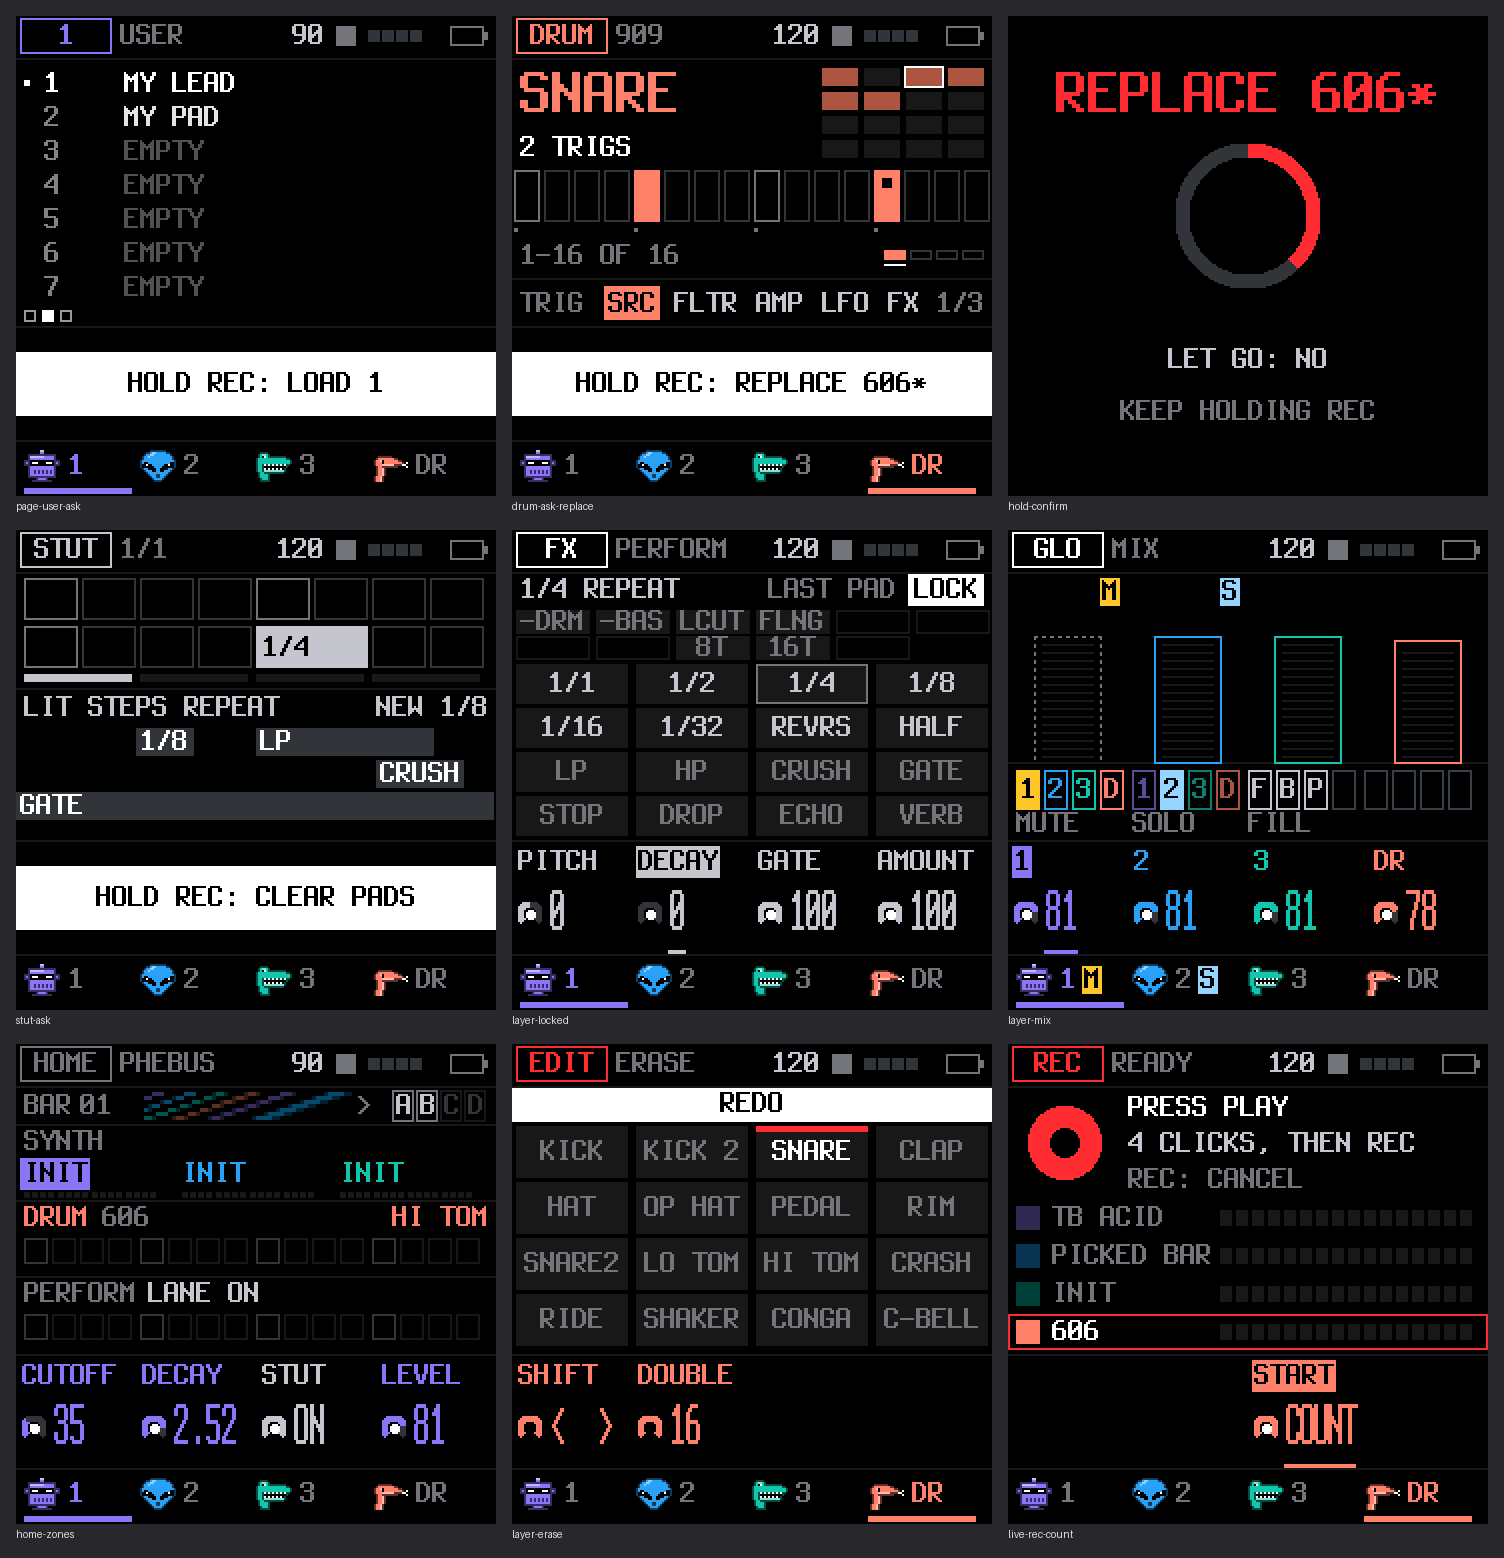 1 USER 90
1 MY LEAD
2 MY PAD
3 EMPTY
4 EMPTY
5 EMPTY
6 EMPTY
7 EMPTY
HOLD REC: LOAD 1
1 2 3 DR
page-user-ask
DRUM 909 120
SNARE
2 TRIGS
1-16 OF 16
TRIG SRC FLTR AMP LFO FX 1/3
HOLD REC: REPLACE 606*
1 2 3 DR
drum-ask-replace
REPLACE 606*
LET GO: NO
KEEP HOLDING REC
hold-confirm
STUT 1/1 120
1/4
LIT STEPS REPEAT NEW 1/8
1/8 LP
CRUSH
GATE
HOLD REC: CLEAR PADS
1 2 3 DR
stut-ask
FX PERFORM 120
1/4 REPEAT LAST PAD LOCK
-DRM -BAS LCUT FLNG
8T 16T
1/1 1/2 1/4 1/8
1/16 1/32 REVRS HALF
LP HP CRUSH GATE
STOP DROP ECHO VERB
PITCH DECAY GATE AMOUNT
0 0 100 100
1 2 3 DR
layer-locked
GLO MIX 120
M S
1 2 3 D 1 2 3 D F B P
MUTE SOLO FILL
1 2 3 DR
81 81 81 78
1 M 2 S 3 DR
layer-mix
HOME PHEBUS 90
BAR 01 > A B C D
SYNTH
INIT INIT INIT
DRUM 606 HI TOM
PERFORM LANE ON
CUTOFF DECAY STUT LEVEL
35 2.52 ON 81
1 2 3 DR
home-zones
EDIT ERASE 120
REDO
KICK KICK 2 SNARE CLAP
HAT OP HAT PEDAL RIM
SNARE2 LO TOM HI TOM CRASH
RIDE SHAKER CONGA C-BELL
SHIFT DOUBLE
< > 16
1 2 3 DR
layer-erase
REC READY 120
PRESS PLAY
4 CLICKS, THEN REC
REC: CANCEL
TB ACID
PICKED BAR
INIT
606
START
COUNT
1 2 3 DR
live-rec-count